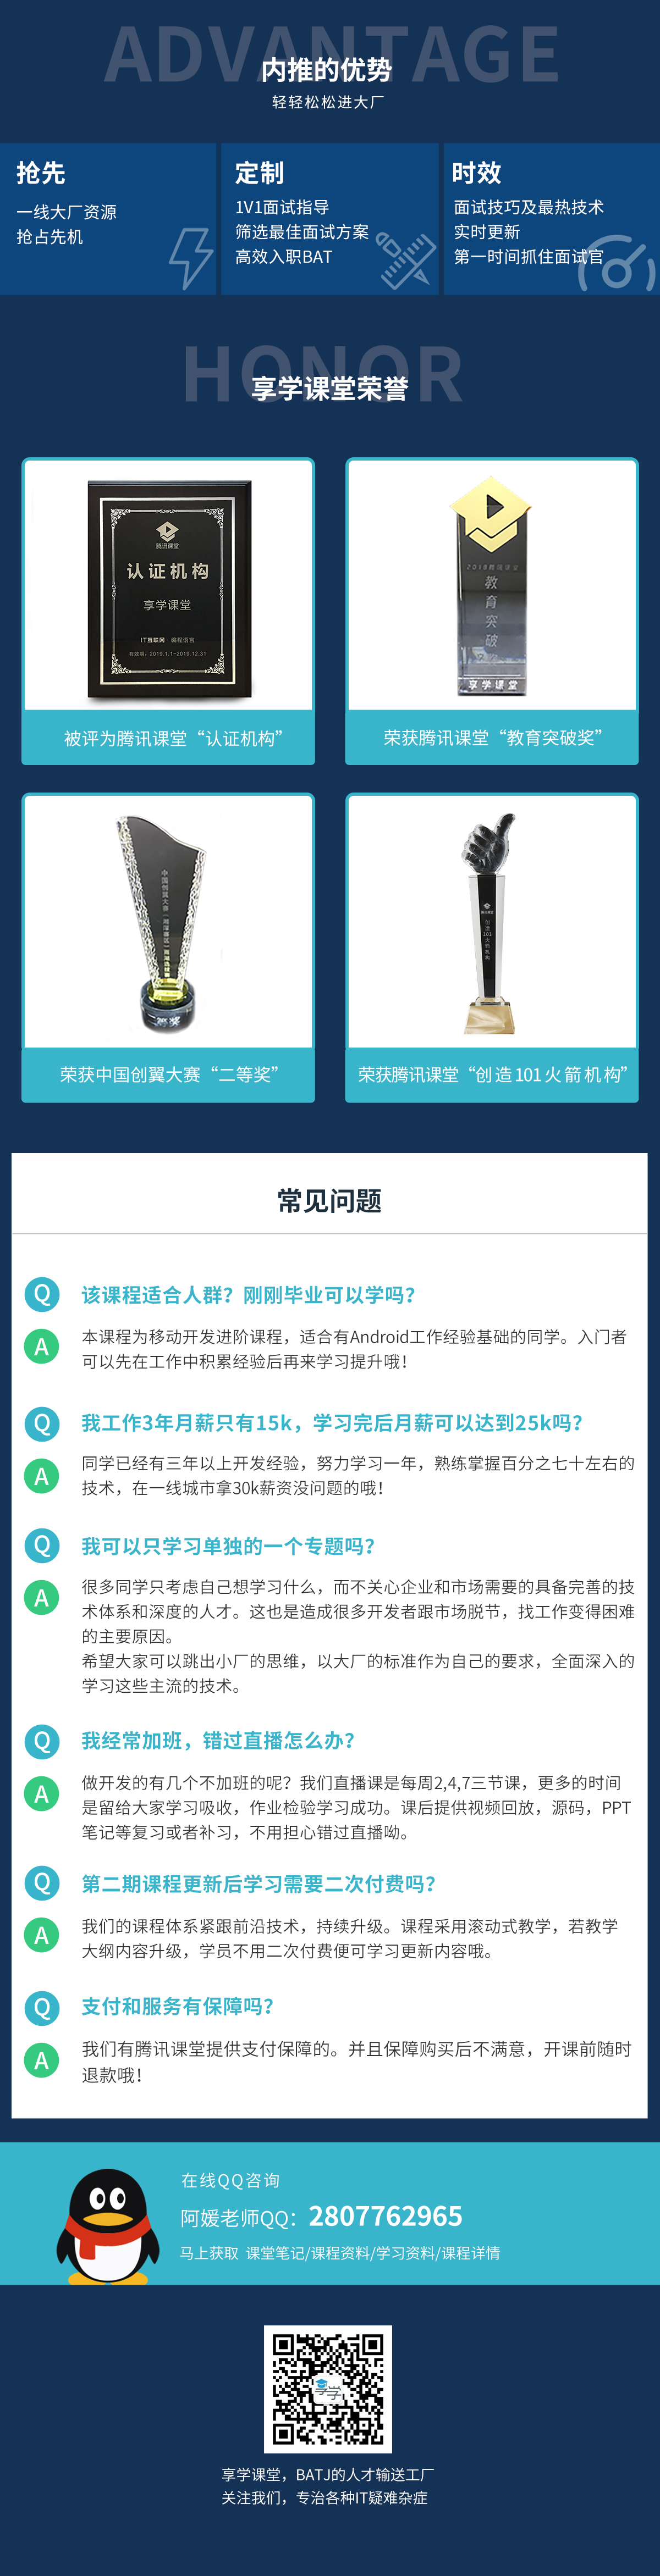 ADVANTAGE
内推的优势
轻轻松松进大厂
抢先
一线大厂资源
抢占先机
定制
1V1面试指导
筛选最佳面试方案
高效入职BAT
时效
面试技巧及最热技术
实时更新
第一时间抓住面试官
HONOR
享学课堂荣誉
腾讯课堂
认证机构
享学课堂
IT互联网·编程语言
有效期：2019.1.1-2019.12.31
被评为腾讯课堂“认证机构”
2018腾讯课堂
教育突破奖
享学课堂
荣获腾讯课堂“教育突破奖”
二等奖
荣获中国创翼大赛“二等奖”
腾讯课堂
创造101火箭机构
荣获腾讯课堂“创造101火箭机构”
常见问题
Q
该课程适合人群？刚刚毕业可以学吗？
A
本课程为移动开发进阶课程，适合有Android工作经验基础的同学。入门者
可以先在工作中积累经验后再来学习提升哦！
Q
我工作3年月薪只有15k，学习完后月薪可以达到25k吗？
A
同学已经有三年以上开发经验，努力学习一年，熟练掌握百分之七十左右的
技术，在一线城市拿30k薪资没问题的哦！
Q
我可以只学习单独的一个专题吗？
A
很多同学只考虑自己想学习什么，而不关心企业和市场需要的具备完善的技
术体系和深度的人才。这也是造成很多开发者跟市场脱节，找工作变得困难
的主要原因。
希望大家可以跳出小厂的思维，以大厂的标准作为自己的要求，全面深入的
学习这些主流的技术。
Q
我经常加班，错过直播怎么办？
A
做开发的有几个不加班的呢？我们直播课是每周2,4,7三节课，更多的时间
是留给大家学习吸收，作业检验学习成功。课后提供视频回放，源码，PPT
笔记等复习或者补习，不用担心错过直播呦。
Q
第二期课程更新后学习需要二次付费吗？
A
我们的课程体系紧跟前沿技术，持续升级。课程采用滚动式教学，若教学
大纲内容升级，学员不用二次付费便可学习更新内容哦。
Q
支付和服务有保障吗？
A
我们有腾讯课堂提供支付保障的。并且保障购买后不满意，开课前随时
退款哦！
在线QQ咨询
阿媛老师QQ：2807762965
马上获取 课堂笔记/课程资料/学习资料/课程详情
享学
享学课堂，BATJ的人才输送工厂
关注我们，专治各种IT疑难杂症